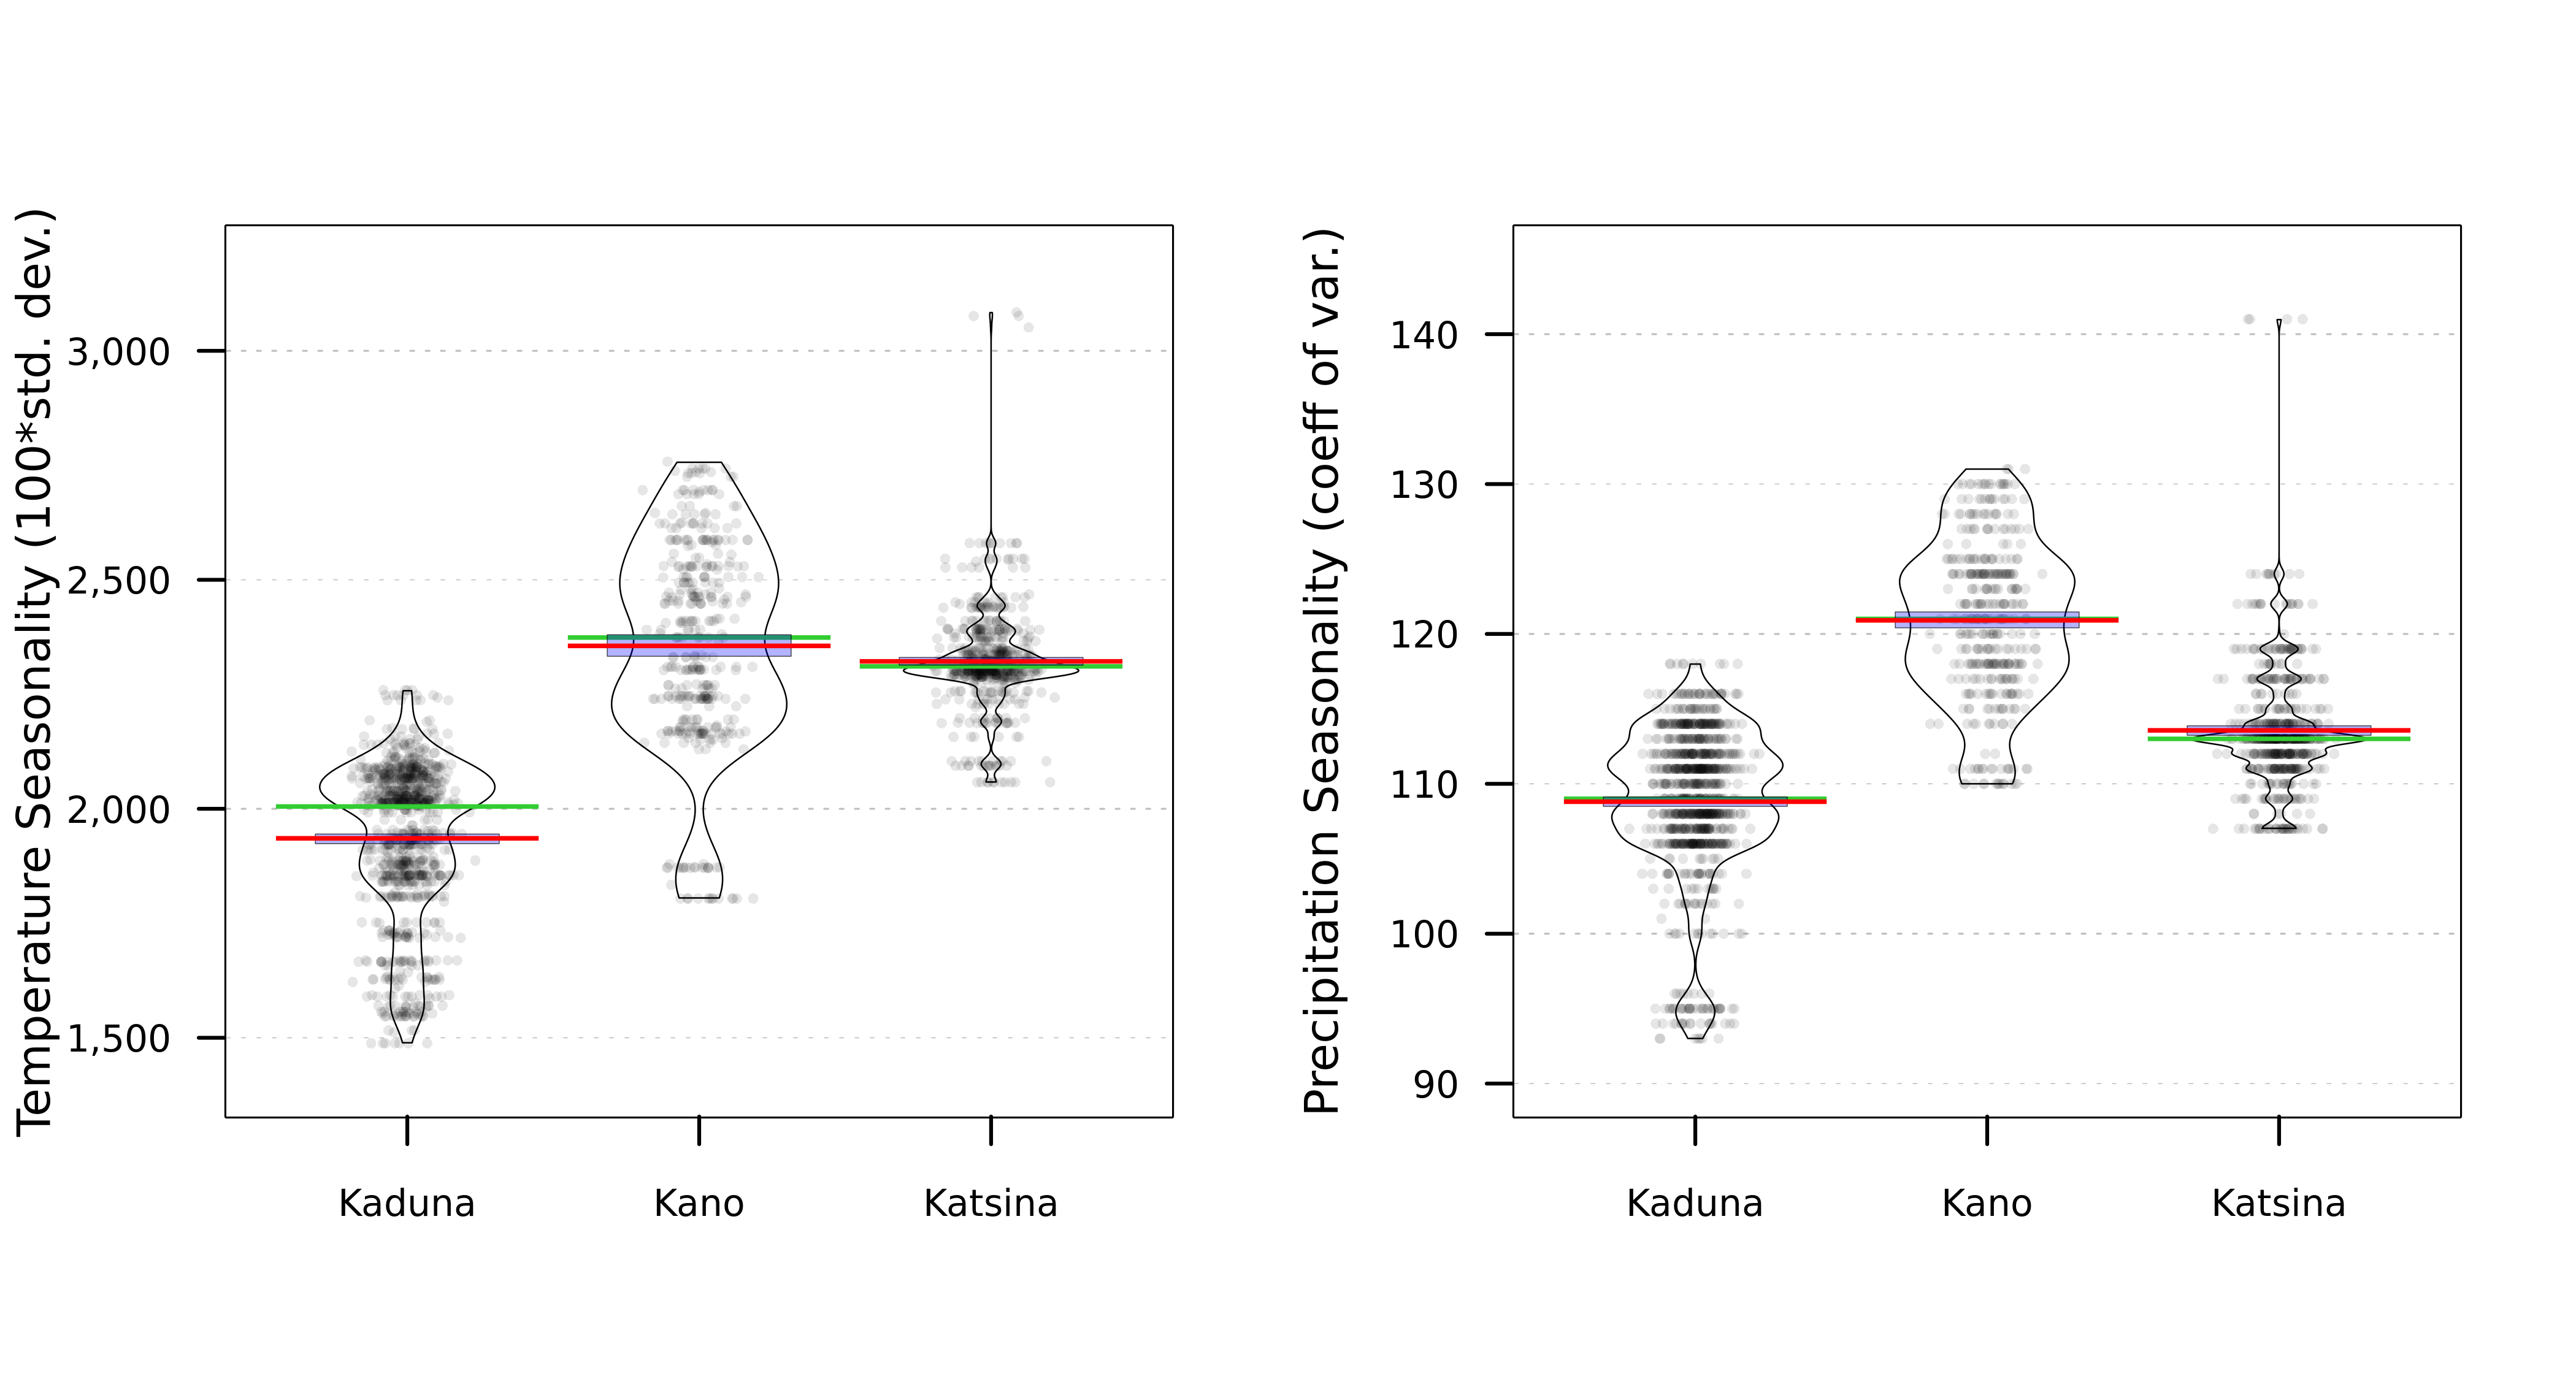 Temperature Seasonality (100*std. dev.)
3,000
2,500
2,000
1,500
Kaduna
Kano
Katsina
Precipitation Seasonality (coeff of var.)
140
130
120
110
100
90
Kaduna
Kano
Katsina